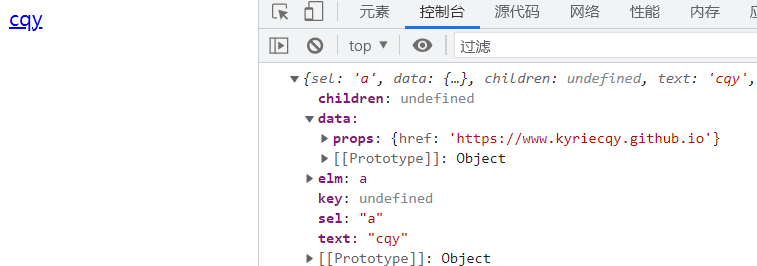 cqy
元素 控制台 源代码 网络 性能 内存
top 过滤
{sel: 'a', data: {…}, children: undefined, text: 'cqy',
children: undefined
data:
props: {href: 'https://www.kyriecqy.github.io'}
[[Prototype]]: Object
elm: a
key: undefined
sel: "a"
text: "cqy"
[[Prototype]]: Object